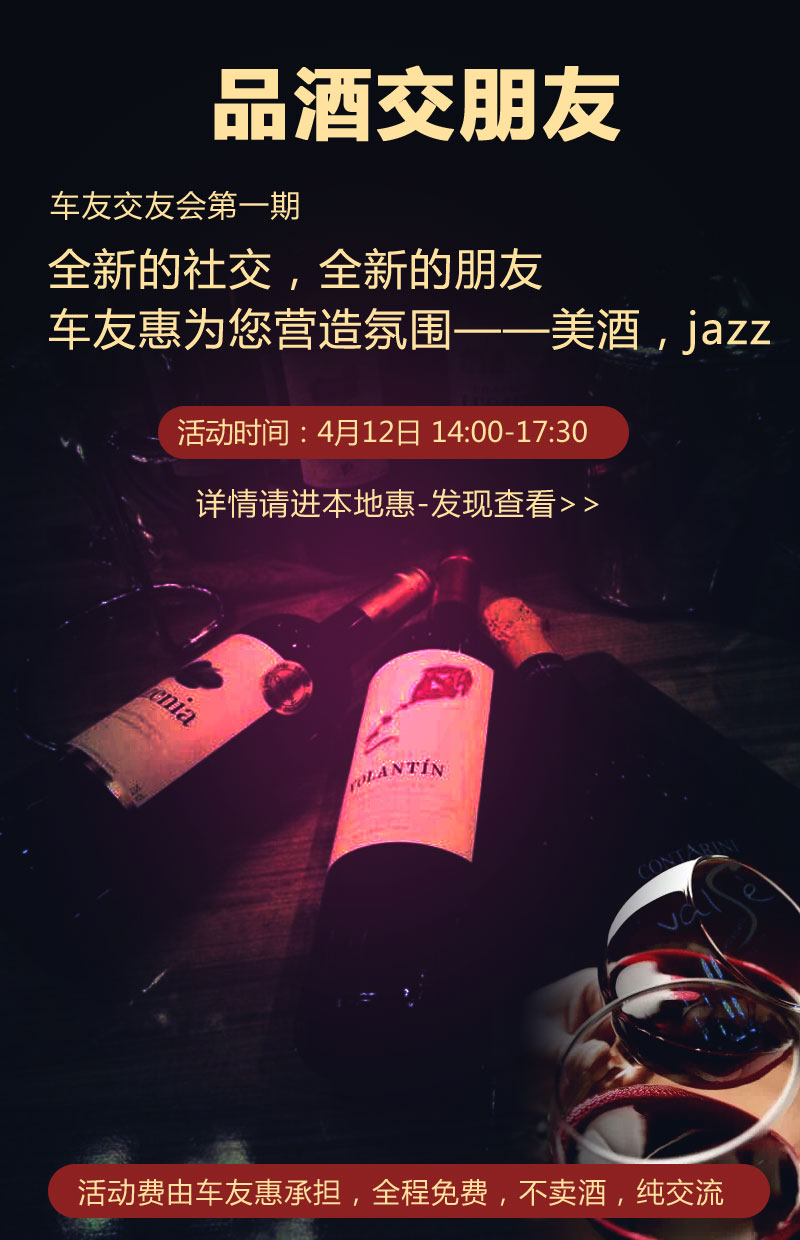 品酒交朋友
车友交友会第一期
全新的社交，全新的朋友
车友惠为您营造氛围——美酒，jazz
活动时间：4月12日 14:00-17:30
详情请进本地惠-发现查看>>
VOLANTÍN
CONTARINI
valse
活动费由车友惠承担，全程免费，不卖酒，纯交流